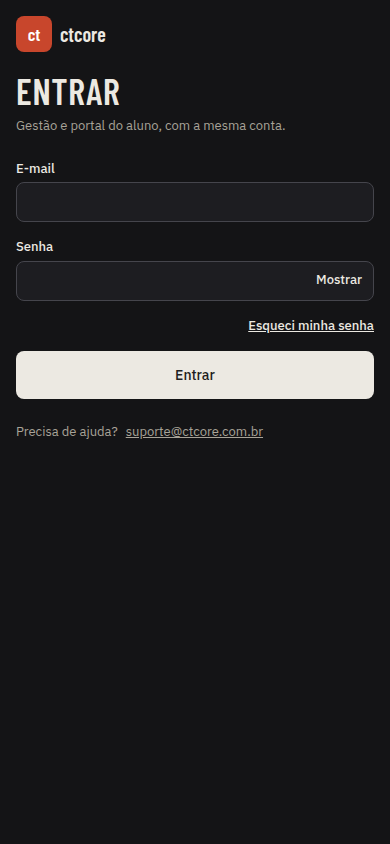 ct ctcore
ENTRAR
Gestão e portal do aluno, com a mesma conta.
E-mail
Senha
Mostrar
Esqueci minha senha
Entrar
Precisa de ajuda? suporte@ctcore.com.br